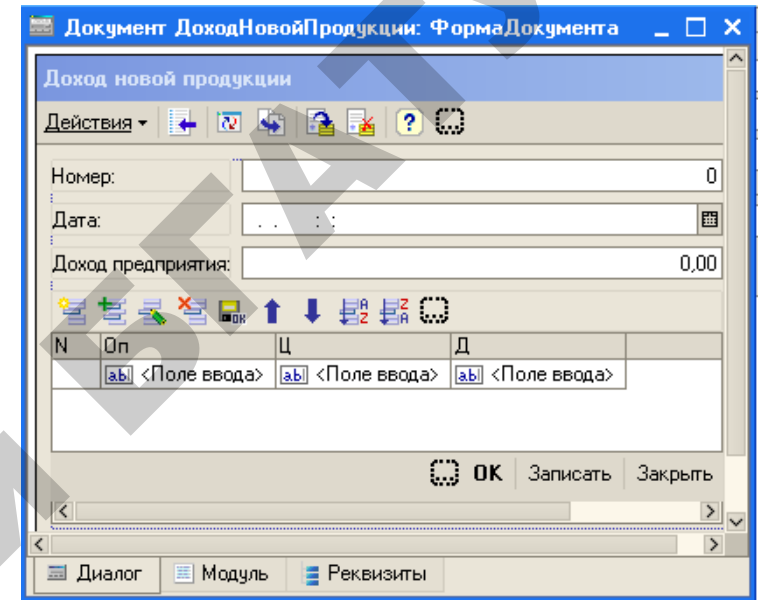 Документ ДоходНовойПродукции: ФормаДокумента
Доход новой продукции
Действия
Номер: 0
Дата: . . : :
Доход предприятия: 0,00
N Оп Ц Д
<Поле ввода> <Поле ввода> <Поле ввода>
OK Записать Закрыть
Диалог Модуль Реквизиты
БГАТУ